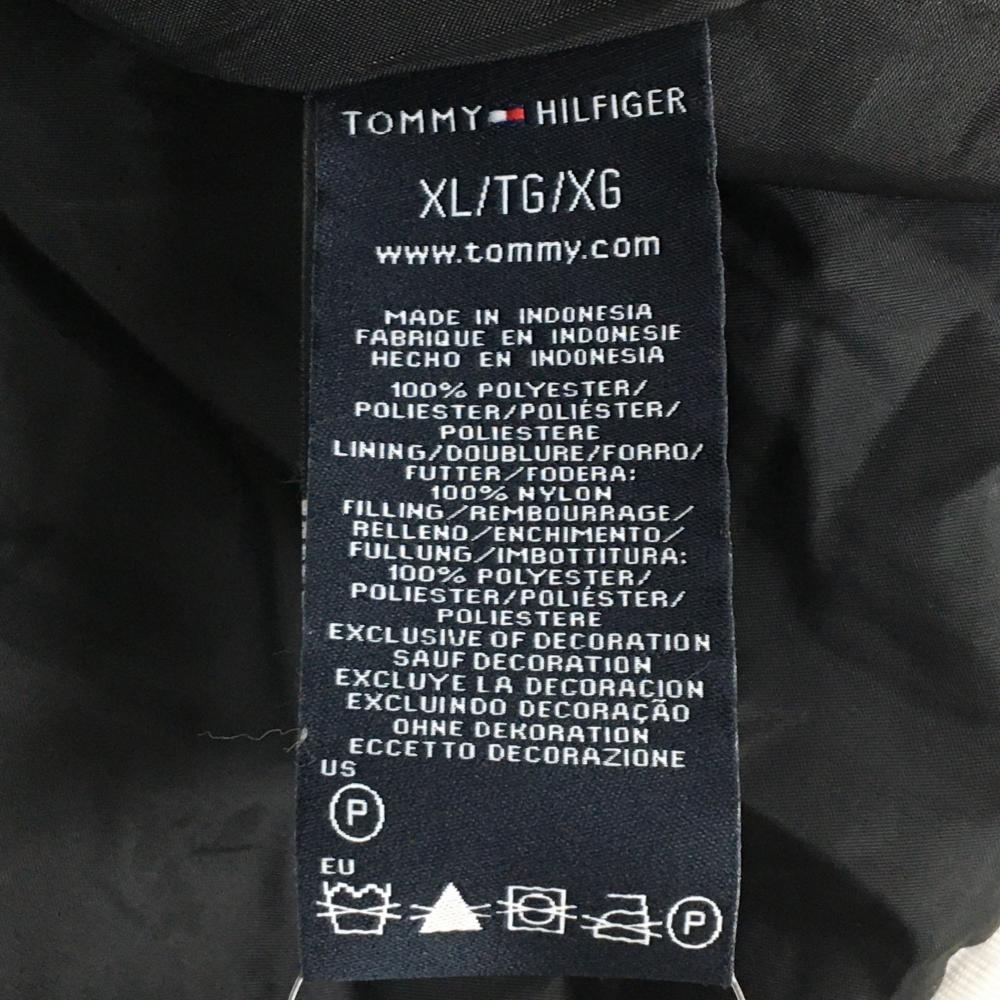 TOMMY HILFIGER
XL/TG/XG
www.tommy.com
MADE IN INDONESIA
FABRIQUE EN INDONESIE
HECHO EN INDONESIA
100% POLYESTER/
POLIESTER/POLIÉSTER/
POLIESTERE
LINING/DOUBLURE/FORRO/
FUTTER/FODERA:
100% NYLON
FILLING/REMBOURRAGE/
RELLENO/ENCHIMENTO/
FULLUNG/IMBOTTITURA:
100% POLYESTER/
POLIESTER/POLIÉSTER/
POLIESTERE
EXCLUSIVE OF DECORATION
SAUF DECORATION
EXCLUYE LA DECORACION
EXCLUINDO DECORAÇÃO
OHNE DEKORATION
ECCETTO DECORAZIONE
US
P
EU
P